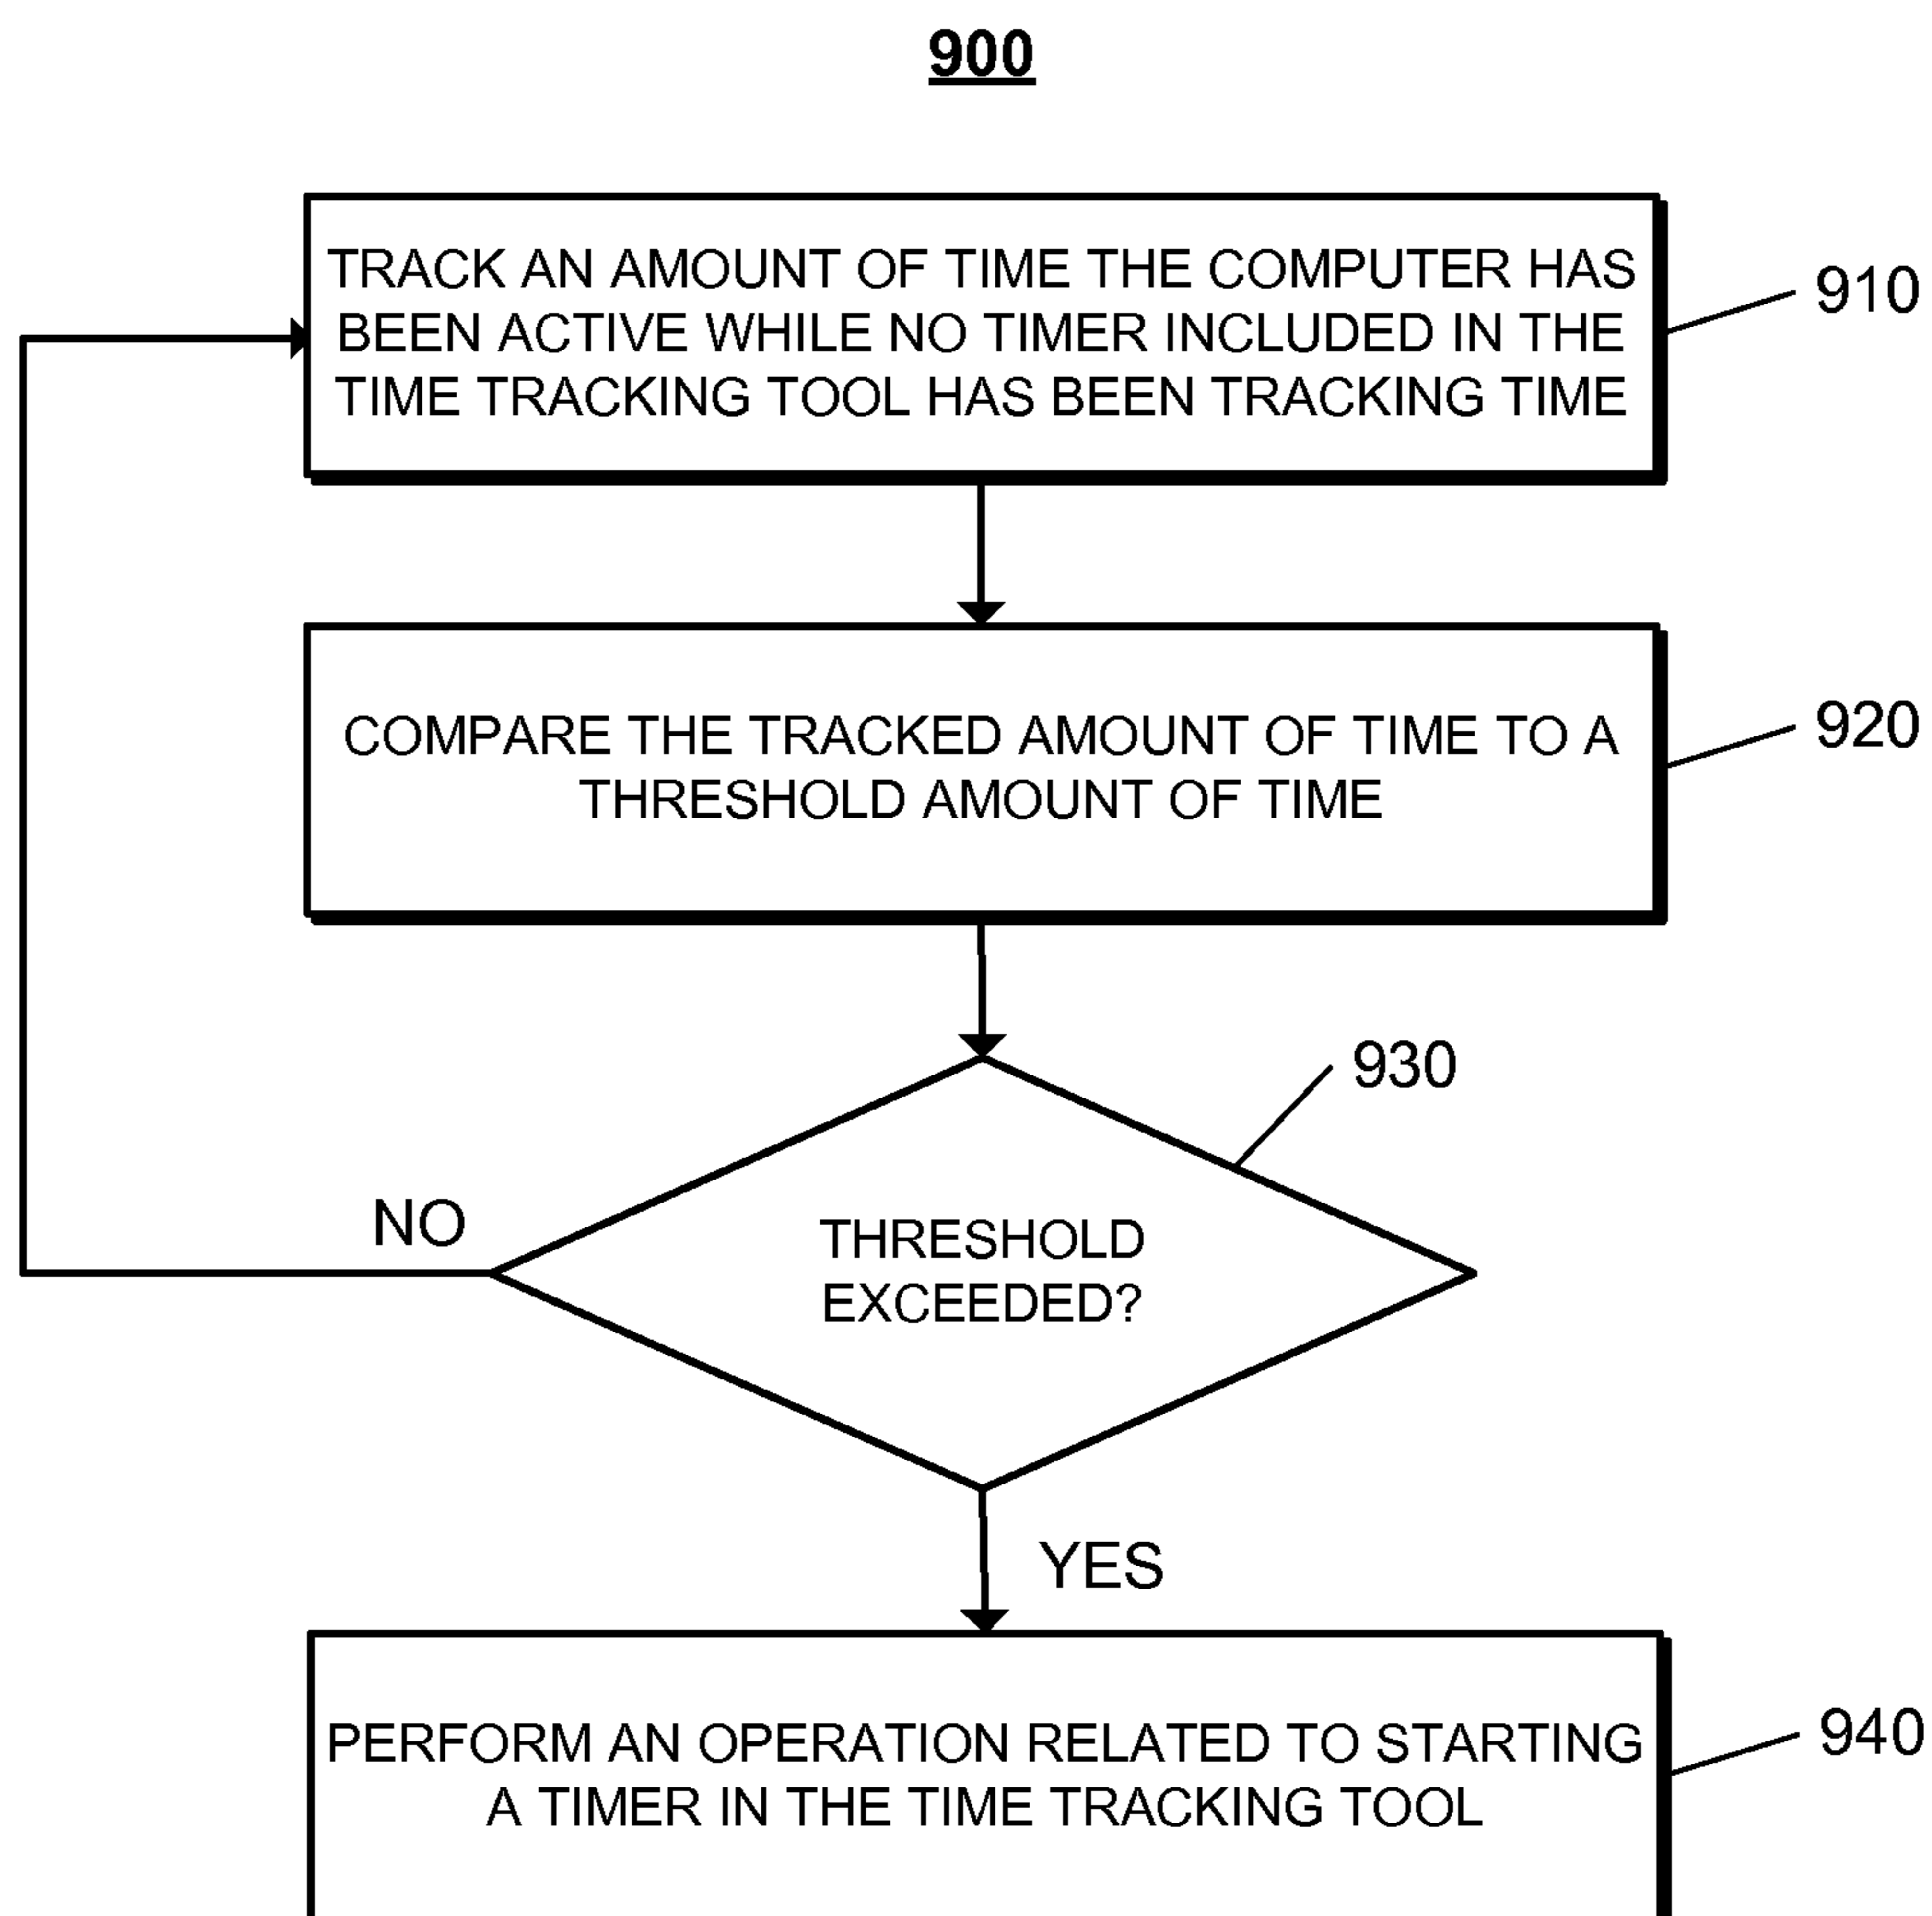 900
TRACK AN AMOUNT OF TIME THE COMPUTER HAS
BEEN ACTIVE WHILE NO TIMER INCLUDED IN THE
TIME TRACKING TOOL HAS BEEN TRACKING TIME
910
COMPARE THE TRACKED AMOUNT OF TIME TO A
THRESHOLD AMOUNT OF TIME
920
930
THRESHOLD
EXCEEDED?
NO
YES
PERFORM AN OPERATION RELATED TO STARTING
A TIMER IN THE TIME TRACKING TOOL
940